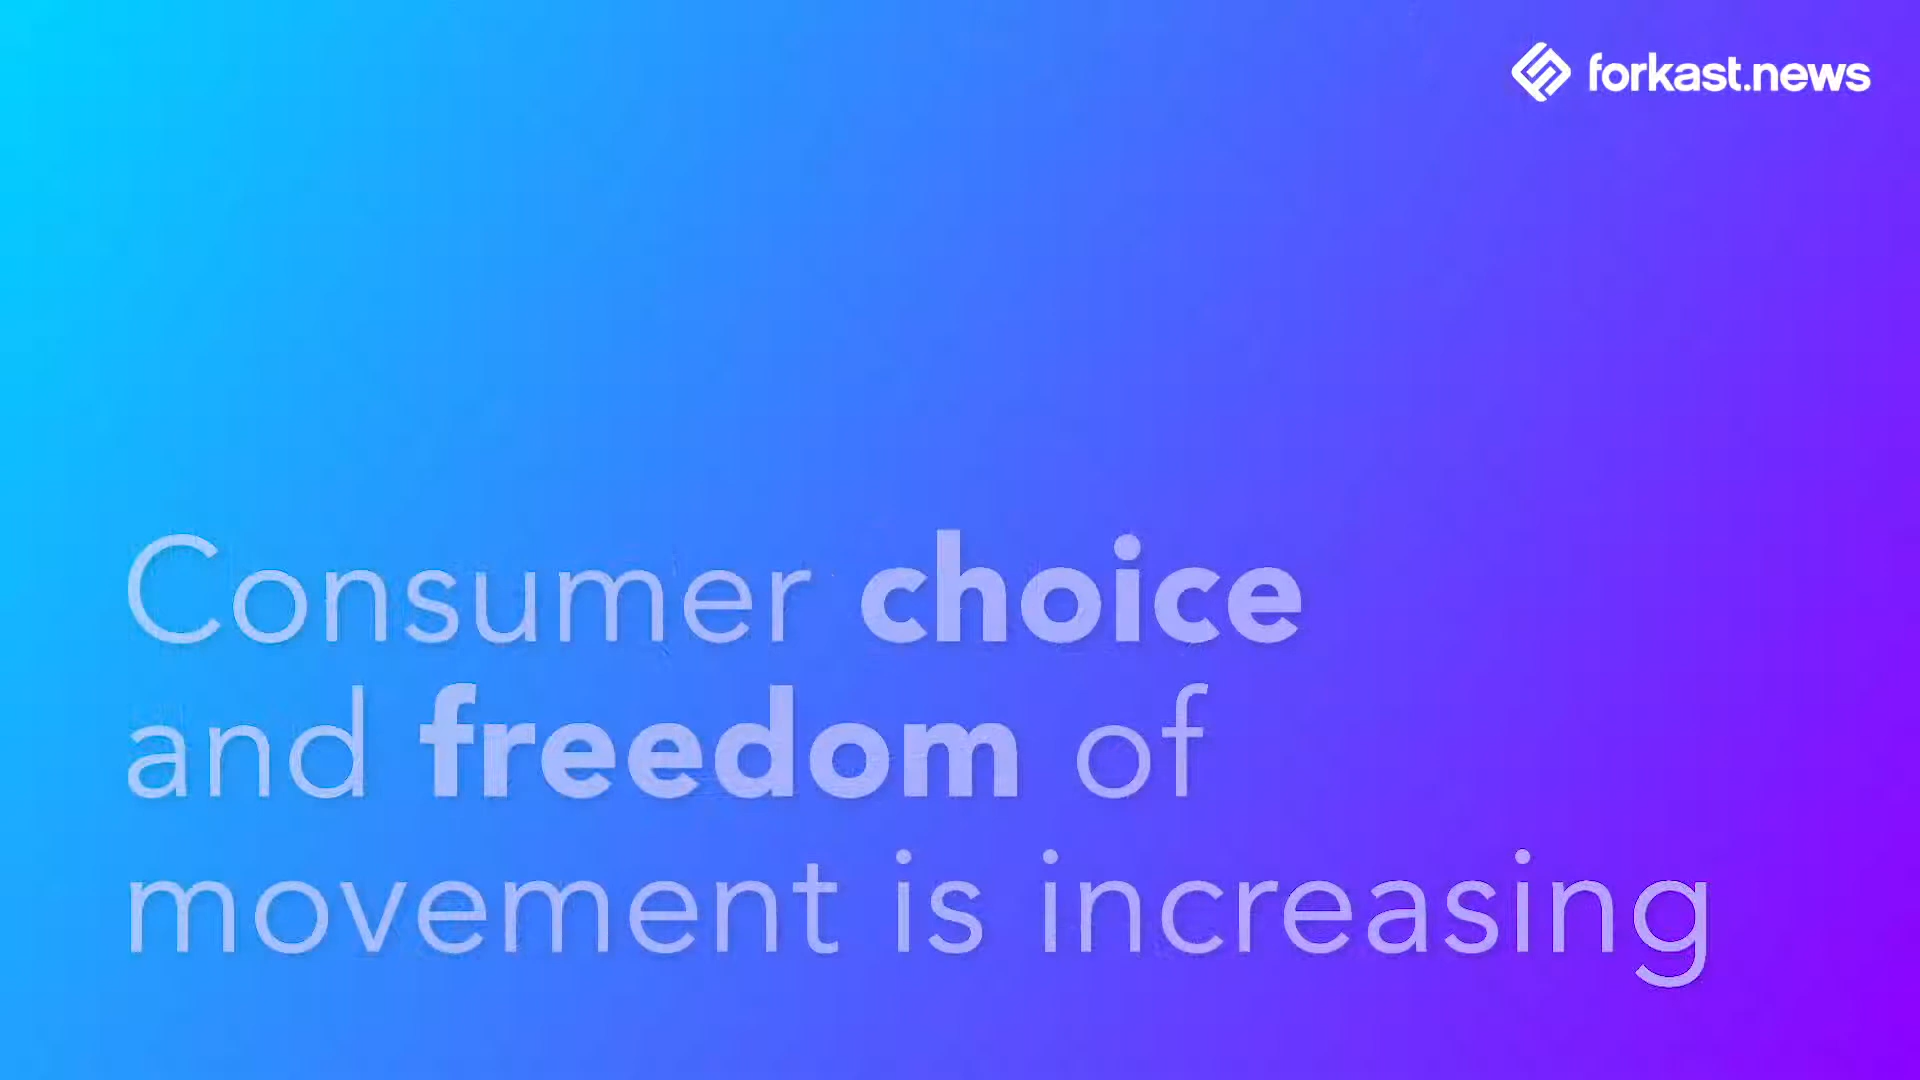 forkast.news
Consumer choice
and freedom of
movement is increasing